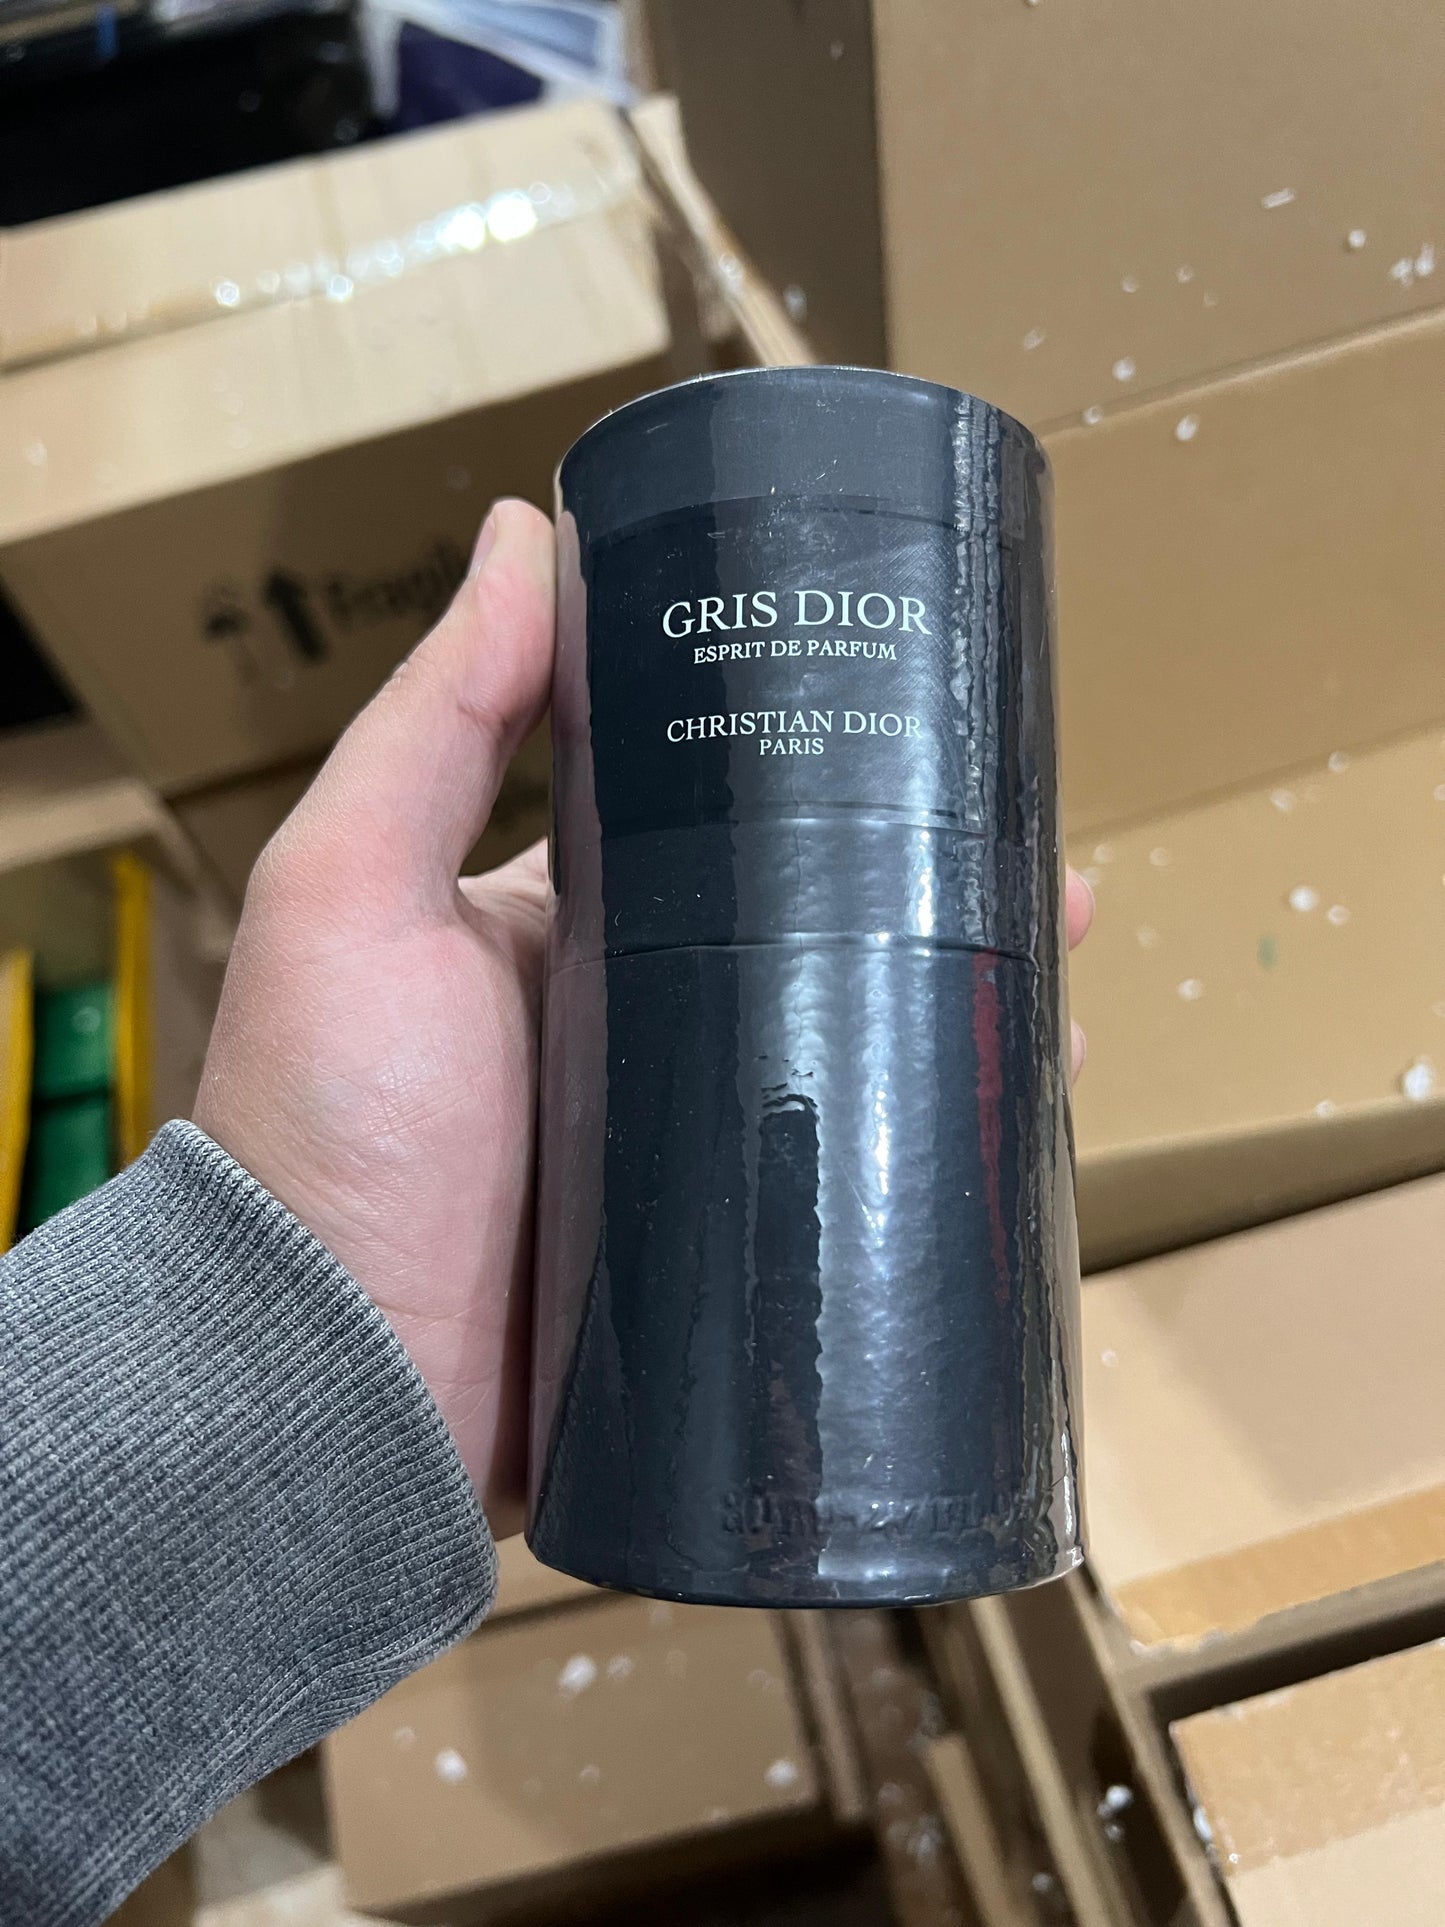 GRIS DIOR
ESPRIT DE PARFUM
CHRISTIAN DIOR
PARIS